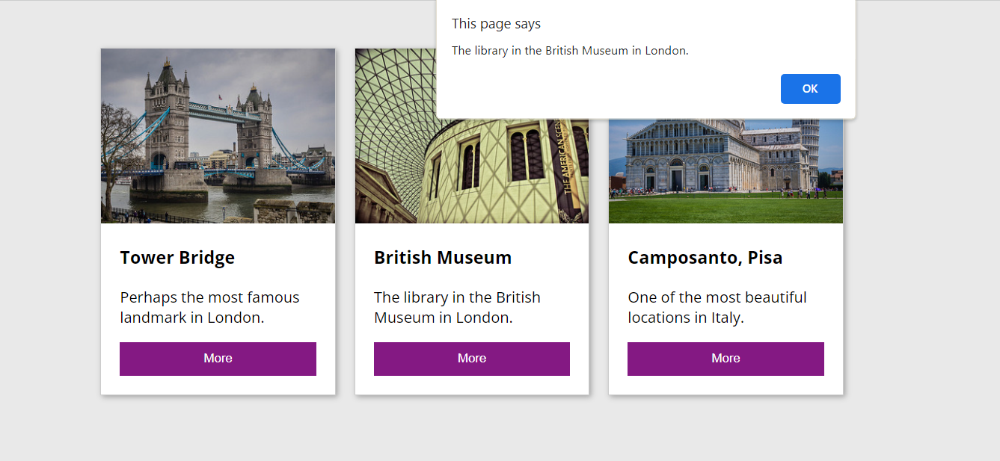 This page says
The library in the British Museum in London.
OK
THE AMERICAN SCENE
Tower Bridge
Perhaps the most famous
landmark in London.
More
British Museum
The library in the British
Museum in London.
More
Camposanto, Pisa
One of the most beautiful
locations in Italy.
More